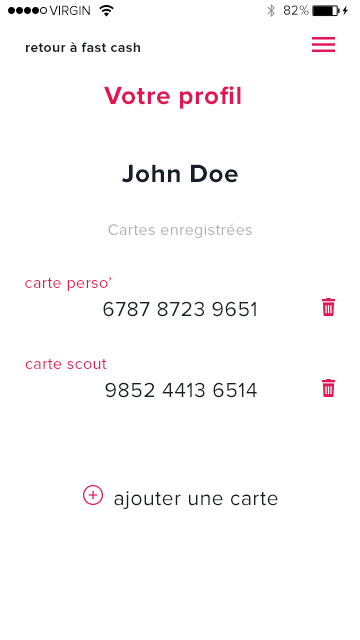 VIRGIN 82%
retour à fast cash
Votre profil
John Doe
Cartes enregistrées
carte perso’
6787 8723 9651
carte scout
9852 4413 6514
ajouter une carte